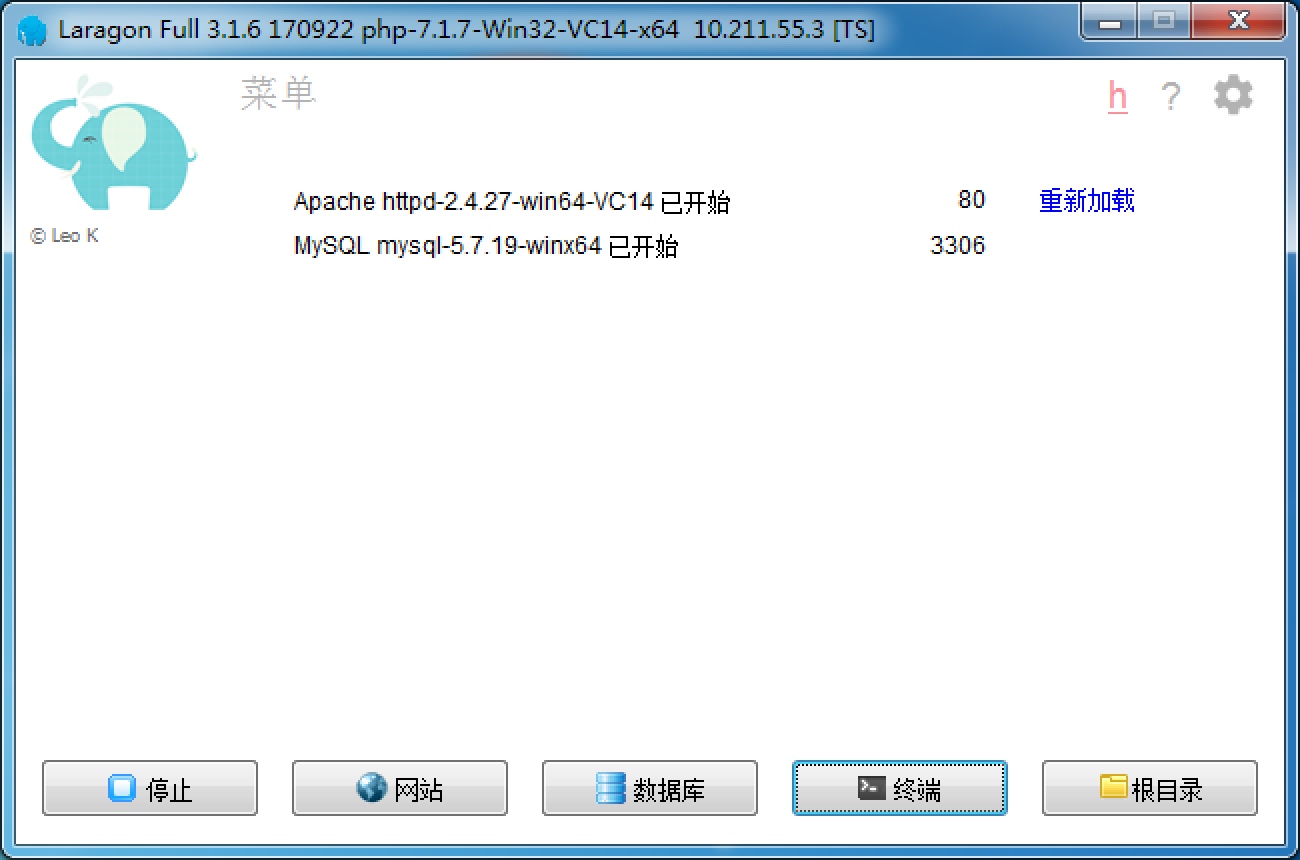 Laragon Full 3.1.6 170922 php-7.1.7-Win32-VC14-x64 10.211.55.3 [TS]
菜单
h ?
Apache httpd-2.4.27-win64-VC14 已开始 80 重新加载
© Leo K
MySQL mysql-5.7.19-winx64 已开始 3306
停止 网站 数据库 终端 根目录